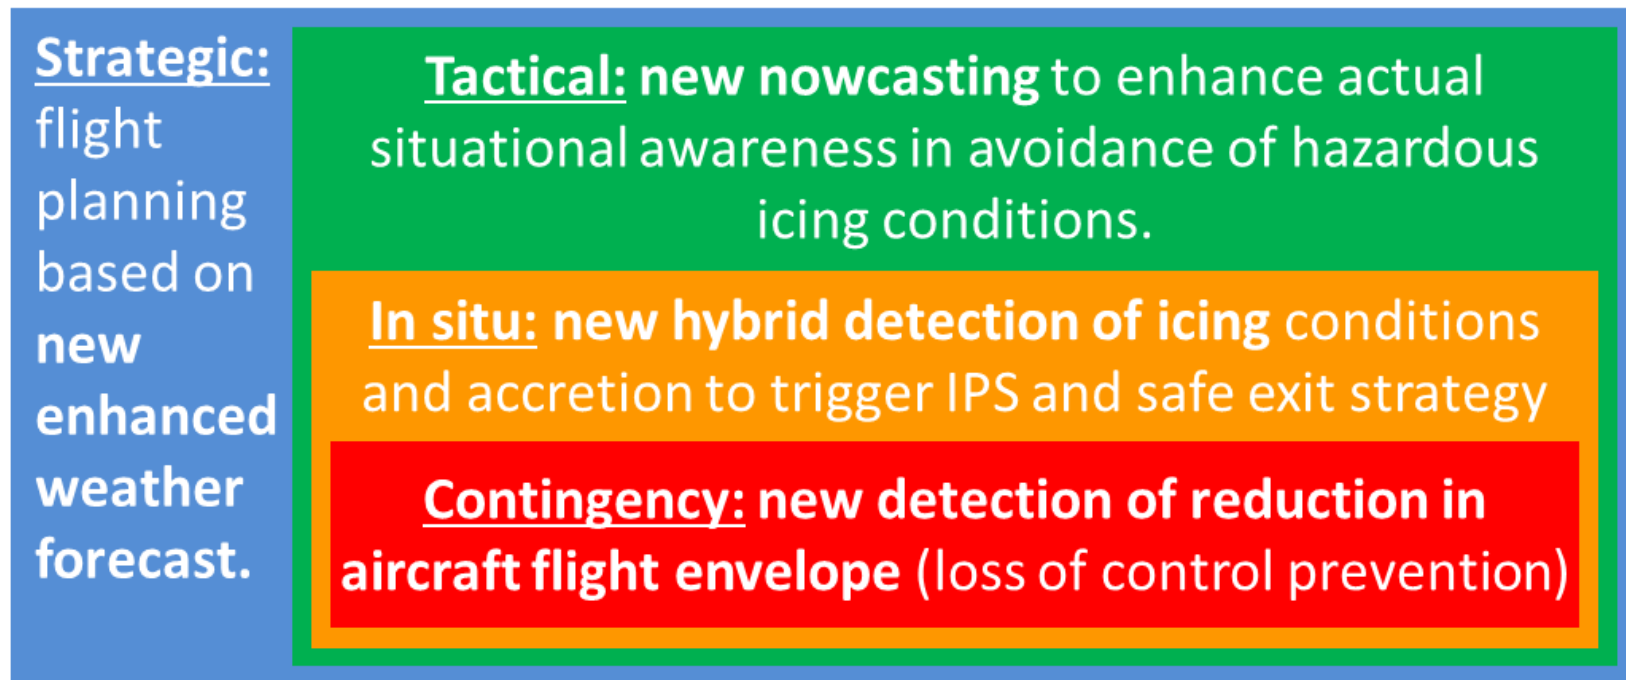 Strategic:
flight
planning
based on
new
enhanced
weather
forecast.
Tactical: new nowcasting to enhance actual
situational awareness in avoidance of hazardous
icing conditions.
In situ: new hybrid detection of icing conditions
and accretion to trigger IPS and safe exit strategy
Contingency: new detection of reduction in
aircraft flight envelope (loss of control prevention)